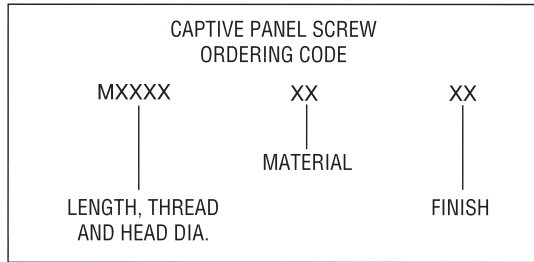 CAPTIVE PANEL SCREW
ORDERING CODE
MXXXX XX XX
MATERIAL
LENGTH, THREAD
AND HEAD DIA.
FINISH